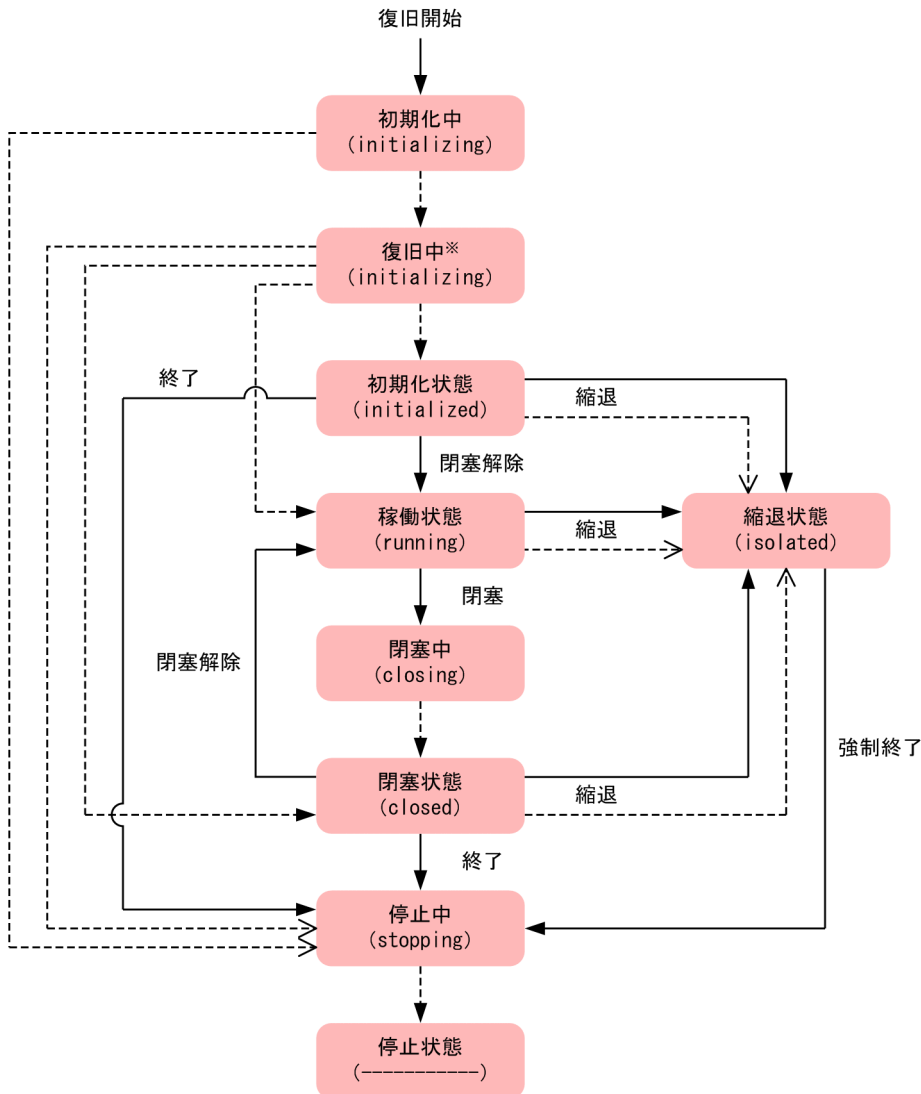 復旧開始
初期化中
(initializing)
復旧中※
(initializing)
終了
初期化状態
(initialized)
縮退
閉塞解除
稼働状態
(running)
縮退
縮退状態
(isolated)
閉塞
閉塞中
(closing)
閉塞解除
強制終了
閉塞状態
(closed)
縮退
終了
停止中
(stopping)
停止状態
(-----------)